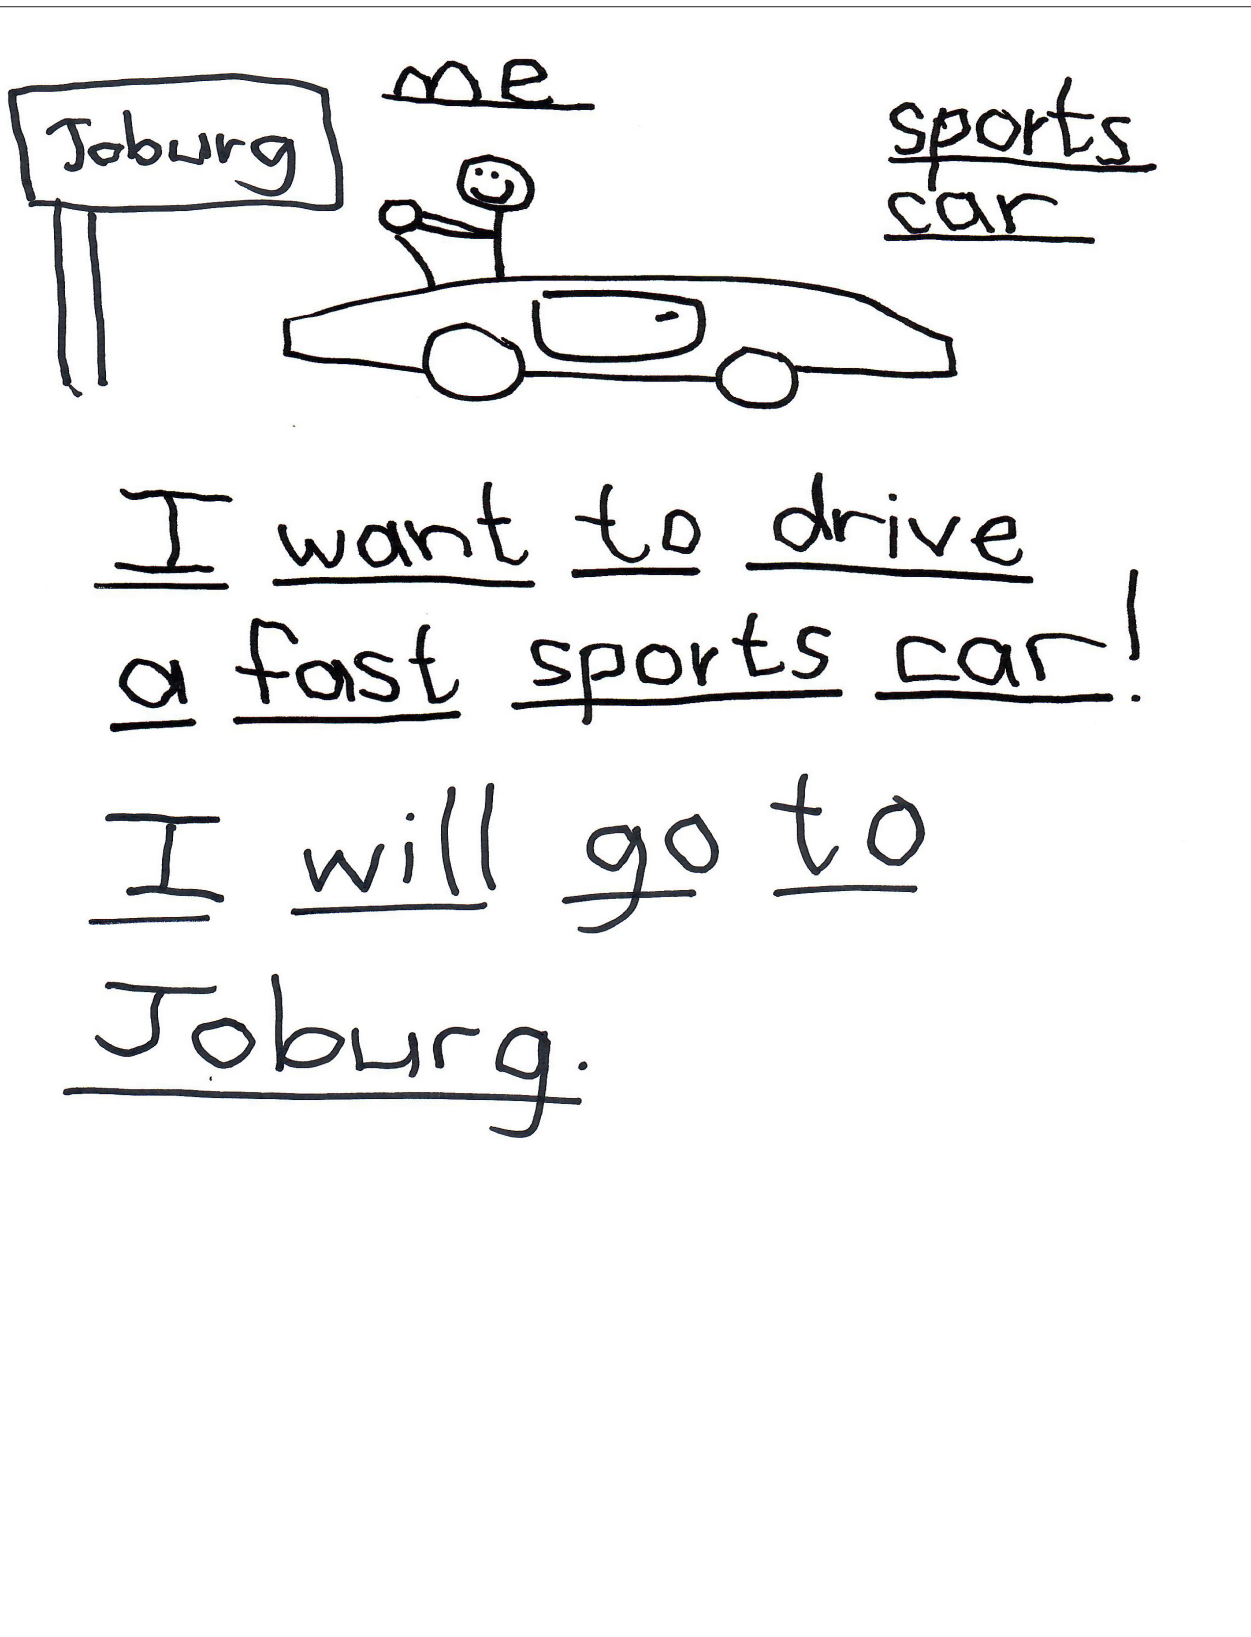 me
Joburg
sports
car
I want to drive
a fast sports car!
I will go to
Joburg.